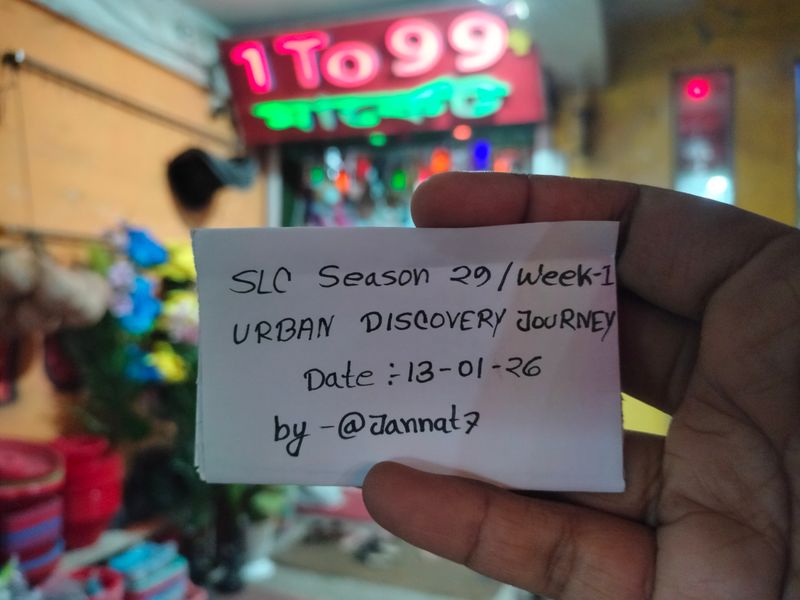 1 To 99
SLC Season 29/Week-1
URBAN DISCOVERY JOURNEY
Date :-13-01-26
by -@Jannat7